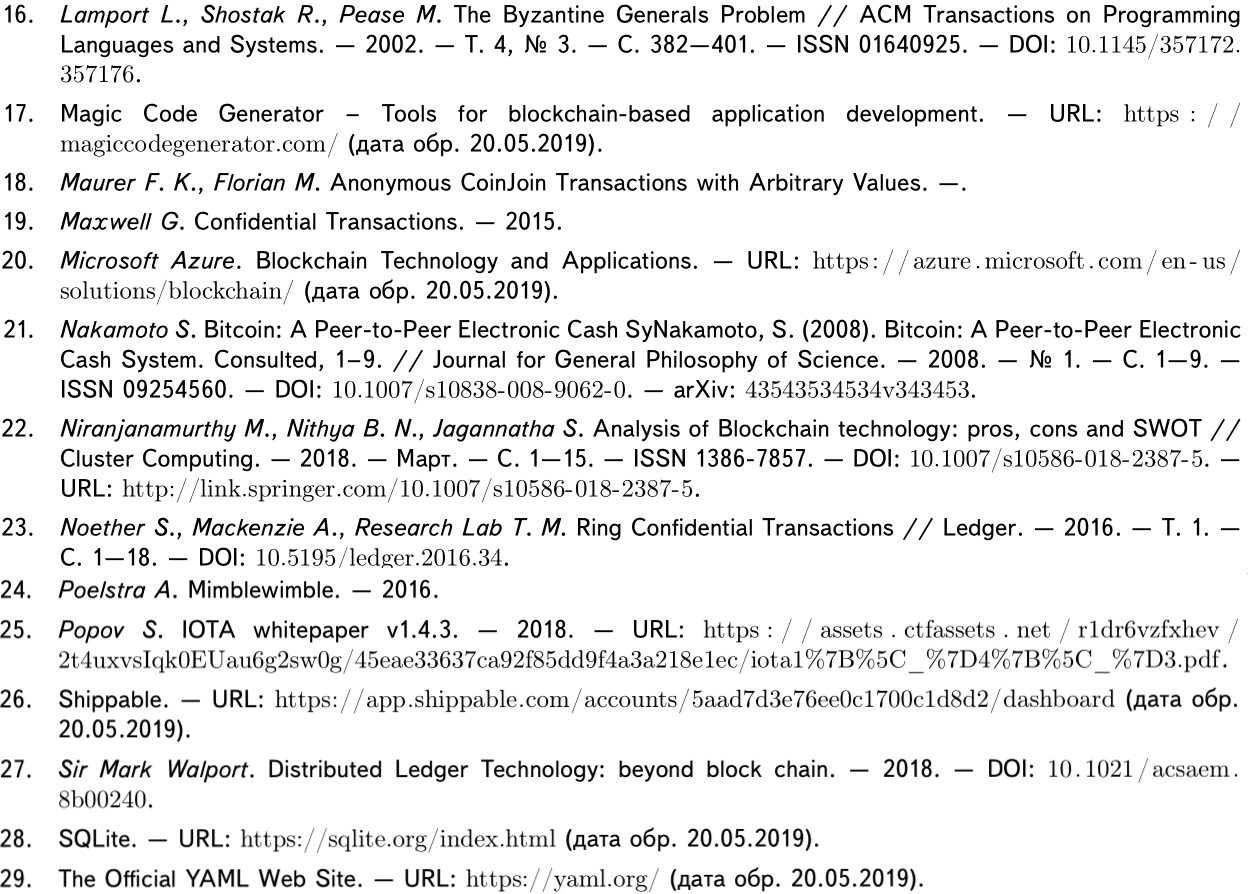 16. Lamport L., Shostak R., Pease M. The Byzantine Generals Problem // ACM Transactions on Programming
Languages and Systems. — 2002. — Т. 4, № 3. — С. 382—401. — ISSN 01640925. — DOI: 10.1145/357172.
357176.
17. Magic Code Generator – Tools for blockchain-based application development. — URL: https : / /
magiccodegenerator.com/ (дата обр. 20.05.2019).
18. Maurer F. K., Florian M. Anonymous CoinJoin Transactions with Arbitrary Values. —.
19. Maxwell G. Confidential Transactions. — 2015.
20. Microsoft Azure. Blockchain Technology and Applications. — URL: https://azure.microsoft.com/en-us/
solutions/blockchain/ (дата обр. 20.05.2019).
21. Nakamoto S. Bitcoin: A Peer-to-Peer Electronic Cash SyNakamoto, S. (2008). Bitcoin: A Peer-to-Peer Electronic
Cash System. Consulted, 1–9. // Journal for General Philosophy of Science. — 2008. — № 1. — С. 1—9. —
ISSN 09254560. — DOI: 10.1007/s10838-008-9062-0. — arXiv: 43543534534v343453.
22. Niranjanamurthy M., Nithya B. N., Jagannatha S. Analysis of Blockchain technology: pros, cons and SWOT //
Cluster Computing. — 2018. — Март. — С. 1—15. — ISSN 1386-7857. — DOI: 10.1007/s10586-018-2387-5. —
URL: http://link.springer.com/10.1007/s10586-018-2387-5.
23. Noether S., Mackenzie A., Research Lab T. M. Ring Confidential Transactions // Ledger. — 2016. — Т. 1. —
С. 1—18. — DOI: 10.5195/ledger.2016.34.
24. Poelstra A. Mimblewimble. — 2016.
25. Popov S. IOTA whitepaper v1.4.3. — 2018. — URL: https : / / assets . ctfassets . net / r1dr6vzfxhev /
2t4uxvsIqk0EUau6g2sw0g/45eae33637ca92f85dd9f4a3a218e1ec/iota1%7B%5C_%7D4%7B%5C_%7D3.pdf.
26. Shippable. — URL: https://app.shippable.com/accounts/5aad7d3e76ee0c1700c1d8d2/dashboard (дата обр.
20.05.2019).
27. Sir Mark Walport. Distributed Ledger Technology: beyond block chain. — 2018. — DOI: 10.1021/acsaem.
8b00240.
28. SQLite. — URL: https://sqlite.org/index.html (дата обр. 20.05.2019).
29. The Official YAML Web Site. — URL: https://yaml.org/ (дата обр. 20.05.2019).